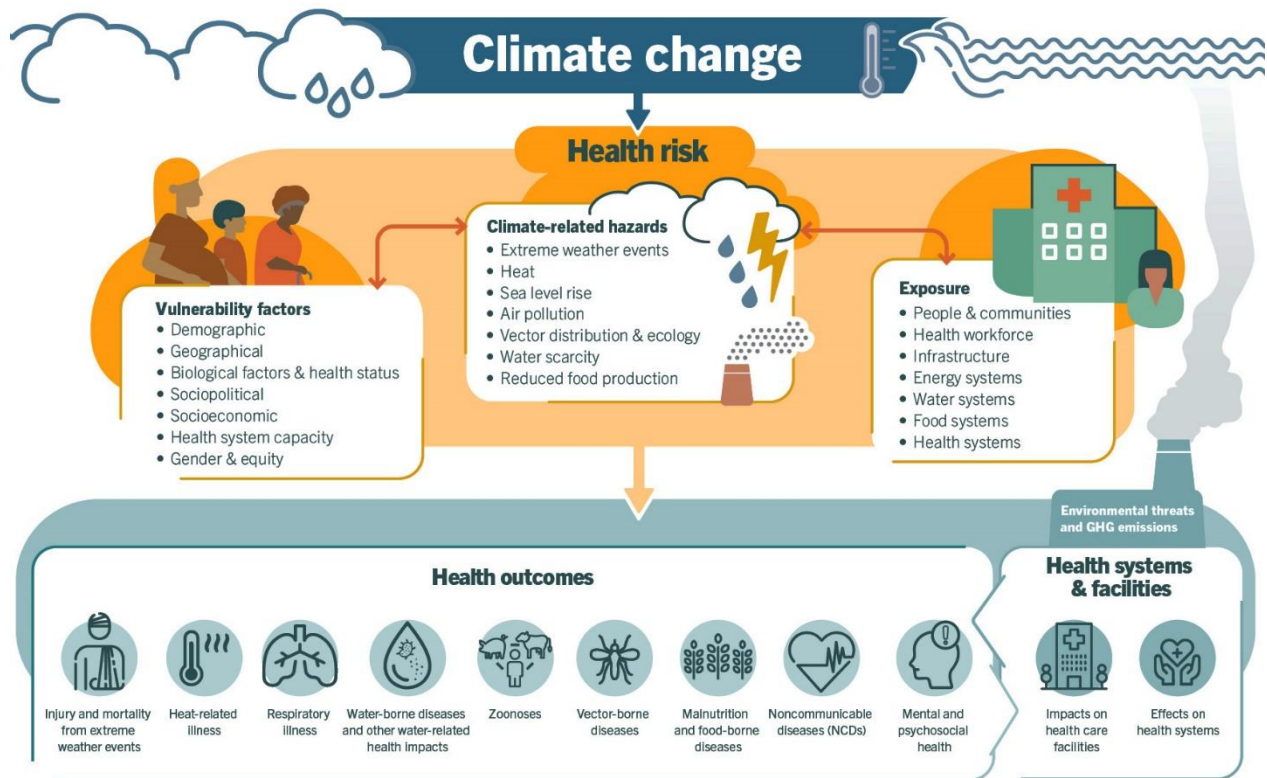 Climate change
Health risk
Vulnerability factors
• Demographic
• Geographical
• Biological factors & health status
• Sociopolitical
• Socioeconomic
• Health system capacity
• Gender & equity
Climate-related hazards
• Extreme weather events
• Heat
• Sea level rise
• Air pollution
• Vector distribution & ecology
• Water scarcity
• Reduced food production
Exposure
• People & communities
• Health workforce
• Infrastructure
• Energy systems
• Water systems
• Food systems
• Health systems
Environmental threats
and GHG emissions
Health outcomes
Injury and mortality
from extreme
weather events
Heat-related
illness
Respiratory
illness
Water-borne diseases
and other water-related
health impacts
Zoonoses
Vector-borne
diseases
Malnutrition
and food-borne
diseases
Noncommunicable
diseases (NCDs)
Mental and
psychosocial
health
Health systems
& facilities
Impacts on
health care
facilities
Effects on
health systems